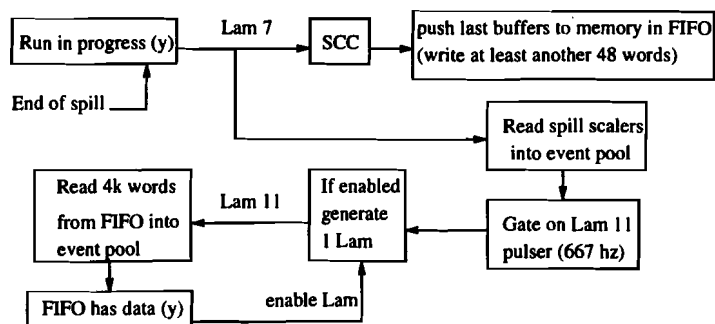 Run in progress (y)
Lam 7
SCC
push last buffers to memory in FIFO
(write at least another 48 words)
End of spill
Read spill scalers
into event pool
Read 4k words
from FIFO into
event pool
Lam 11
If enabled
generate
1 Lam
Gate on Lam 11
pulser (667 hz)
FIFO has data (y)
enable Lam